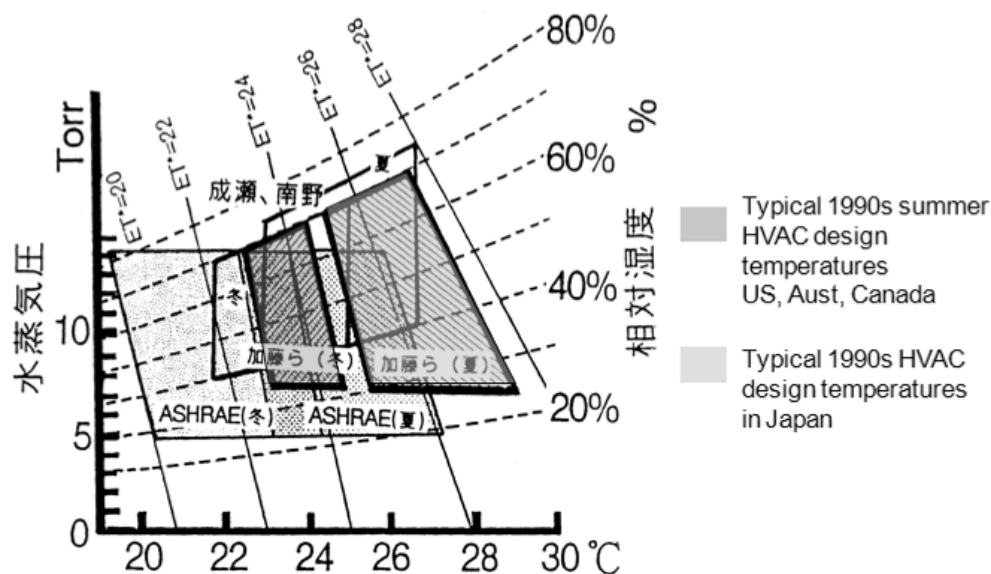 80%
60%
40%
20%
ET*=20
ET*=22
ET*=24
ET*=26
ET*=28
Torr
水蒸気圧
10
5
0
成瀬、南野
夏
冬
加藤ら（冬）
加藤ら（夏）
ASHRAE(冬)
ASHRAE(夏)
相対湿度 %
20
22
24
26
28
30 °C
Typical 1990s summer
HVAC design
temperatures
US, Aust, Canada
Typical 1990s HVAC
design temperatures
in Japan